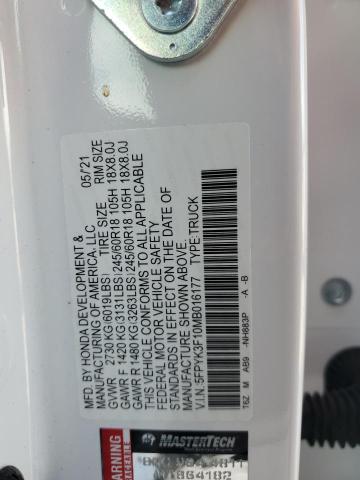 MFD. BY HONDA DEVELOPMENT & 05/21
MANUFACTURING OF AMERICA, LLC
TIRE SIZE RIM SIZE
GVWR 2730 KG(6019LBS)
GAWR F 1420 KG(3131LBS)245/60R18 105H 18X8.0J
GAWR R 1480 KG(3263LBS)245/60R18 105H 18X8.0J
THIS VEHICLE CONFORMS TO ALL APPLICABLE
FEDERAL MOTOR VEHICLE SAFETY
STANDARDS IN EFFECT ON THE DATE OF
MANUFACTURE SHOWN ABOVE.
V.I.N. 5FPYK3F10MB016177 TYPE:TRUCK
16Z M AB9 -NH883P -A -B
WARNING
MASTERTECH